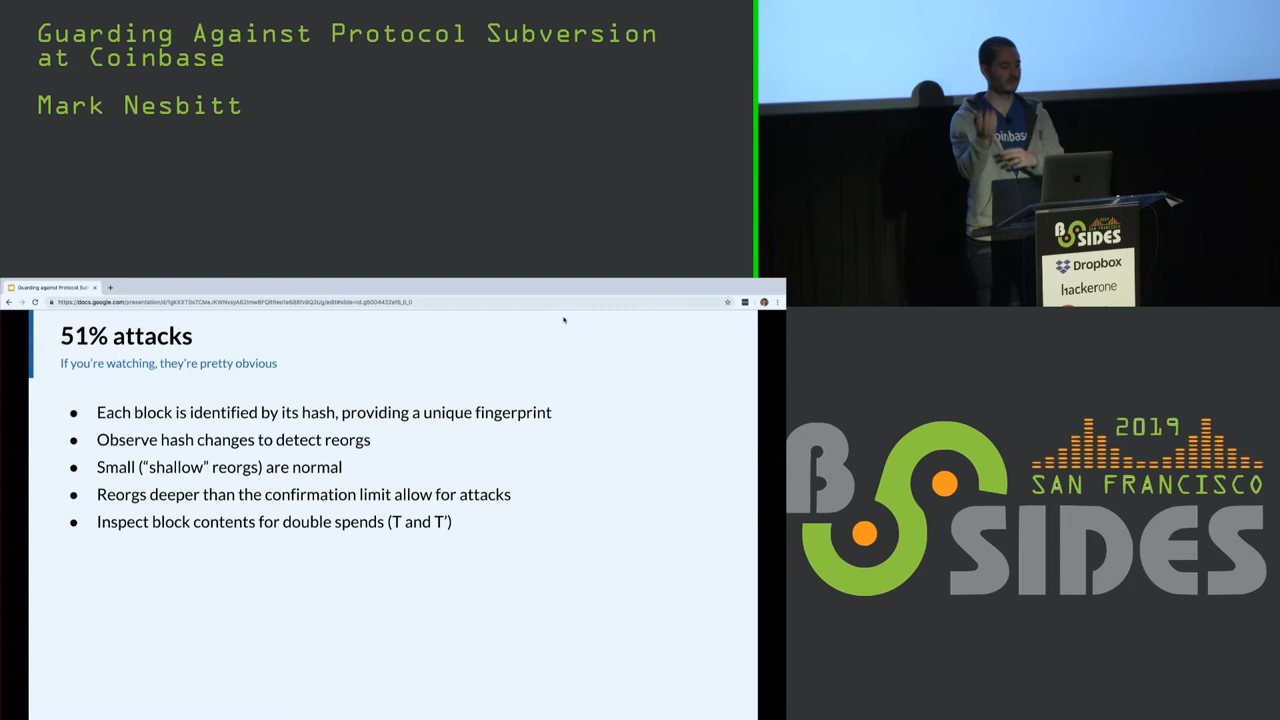 Guarding Against Protocol Subversion
at Coinbase
Mark Nesbitt
coinbase
BSIDES
Dropbox
hackerone
51% attacks
If you're watching, they're pretty obvious
● Each block is identified by its hash, providing a unique fingerprint
● Observe hash changes to detect reorgs
● Small (“shallow” reorgs) are normal
● Reorgs deeper than the confirmation limit allow for attacks
● Inspect block contents for double spends (T and T’)
2019
SAN FRANCISCO
BSIDES